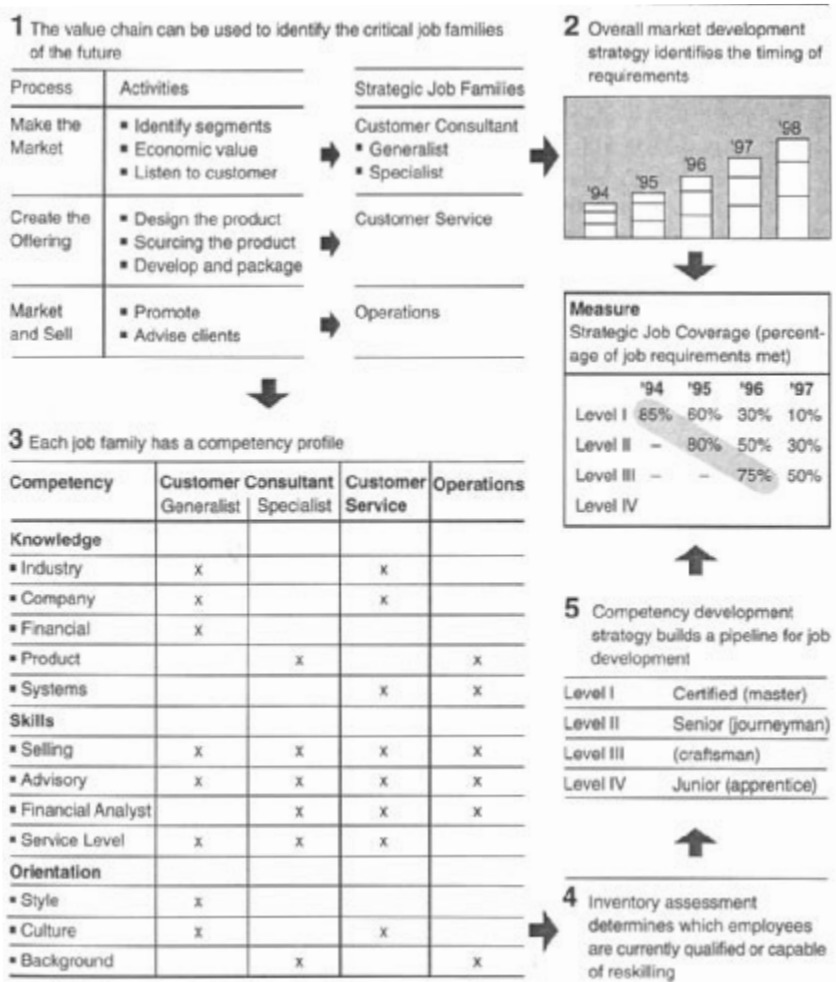 1 The value chain can be used to identify the critical job families
of the future
Process Activities Strategic Job Families
Make the
Market
▪ Identify segments
▪ Economic value
▪ Listen to customer
Customer Consultant
▪ Generalist
▪ Specialist
Create the
Offering
▪ Design the product
▪ Sourcing the product
▪ Develop and package
Customer Service
Market
and Sell
▪ Promote
▪ Advise clients
Operations
2 Overall market development
strategy identifies the timing of
requirements
'94 '95 '96 '97 '98
Measure
Strategic Job Coverage (percent-
age of job requirements met)
'94 '95 '96 '97
Level I 85% 60% 30% 10%
Level II – 80% 50% 30%
Level III – – 75% 50%
Level IV
3 Each job family has a competency profile
Competency Customer Consultant Customer Operations
Generalist Specialist Service
Knowledge
▪ Industry x x
▪ Company x x
▪ Financial x
▪ Product x x
▪ Systems x x
Skills
▪ Selling x x x x
▪ Advisory x x x x
▪ Financial Analyst x x x
▪ Service Level x x x
Orientation
▪ Style x
▪ Culture x x
▪ Background x x
5 Competency development
strategy builds a pipeline for job
development
Level I Certified (master)
Level II Senior (journeyman)
Level III (craftsman)
Level IV Junior (apprentice)
4 Inventory assessment
determines which employees
are currently qualified or capable
of reskilling